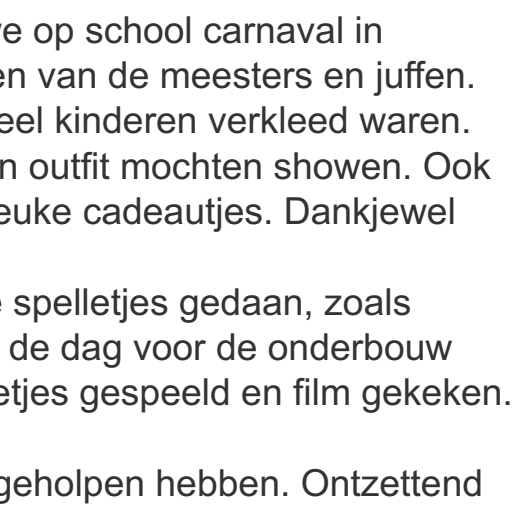 e op school carnaval in
en van de meesters en juffen.
eel kinderen verkleed waren.
n outfit mochten showen. Ook
euke cadeautjes. Dankjewel
e spelletjes gedaan, zoals
de dag voor de onderbouw
etjes gespeeld en film gekeken.
geholpen hebben. Ontzettend